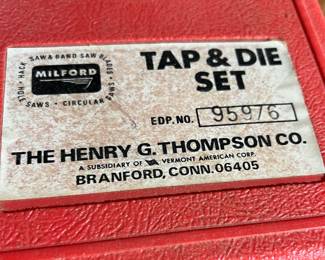 HOLE · HACK SAW & BAND SAW BLADES
MILFORD
SAWS · CIRCULAR
TAP & DIE
SET
EDP. NO. 95976
THE HENRY G. THOMPSON CO.
A SUBSIDIARY OF VERMONT AMERICAN CORP.
BRANFORD, CONN. 06405